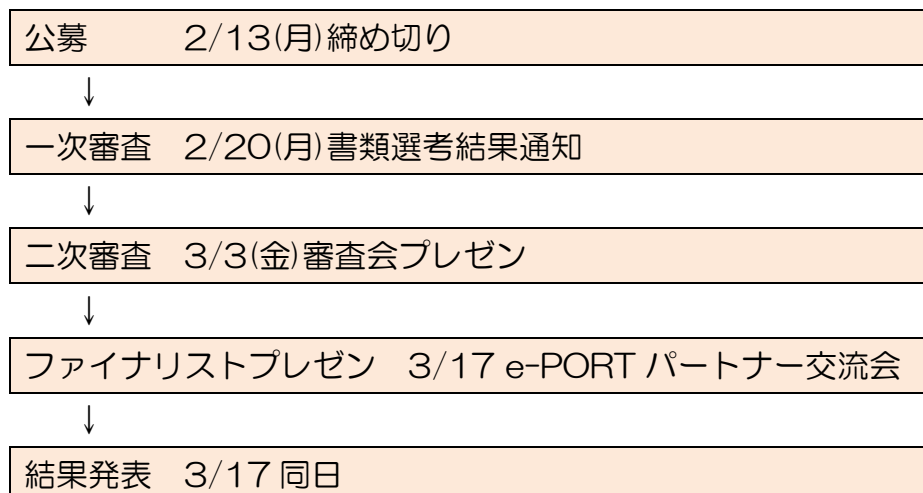 公募 2/13(月)締め切り
↓
一次審査 2/20(月)書類選考結果通知
↓
二次審査 3/3(金)審査会プレゼン
↓
ファイナリストプレゼン 3/17 e-PORT パートナー交流会
↓
結果発表 3/17 同日